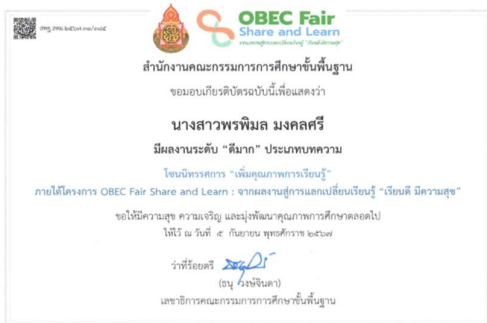 OBEC Fair
Share and Learn
สำนักงานคณะกรรมการการศึกษาขั้นพื้นฐาน
ขอมอบเกียรติบัตรฉบับนี้เพื่อแสดงว่า
นางสาวพรพิมล มงคลศรี
มีผลงานระดับ “ดีมาก” ประเภทบทความ
โซนนิทรรศการ “เพิ่มคุณภาพการเรียนรู้”
ภายใต้โครงการ OBEC Fair Share and Learn : จากผลงานสู่การแลกเปลี่ยนเรียนรู้ “เรียนดี มีความสุข”
ขอให้มีความสุข ความเจริญ และมุ่งพัฒนาคุณภาพการศึกษาตลอดไป
ให้ไว้ ณ วันที่ ๕ กันยายน พุทธศักราช ๒๕๖๗
ว่าที่ร้อยตรี
(ธนุ วงษ์จินดา)
เลขาธิการคณะกรรมการการศึกษาขั้นพื้นฐาน